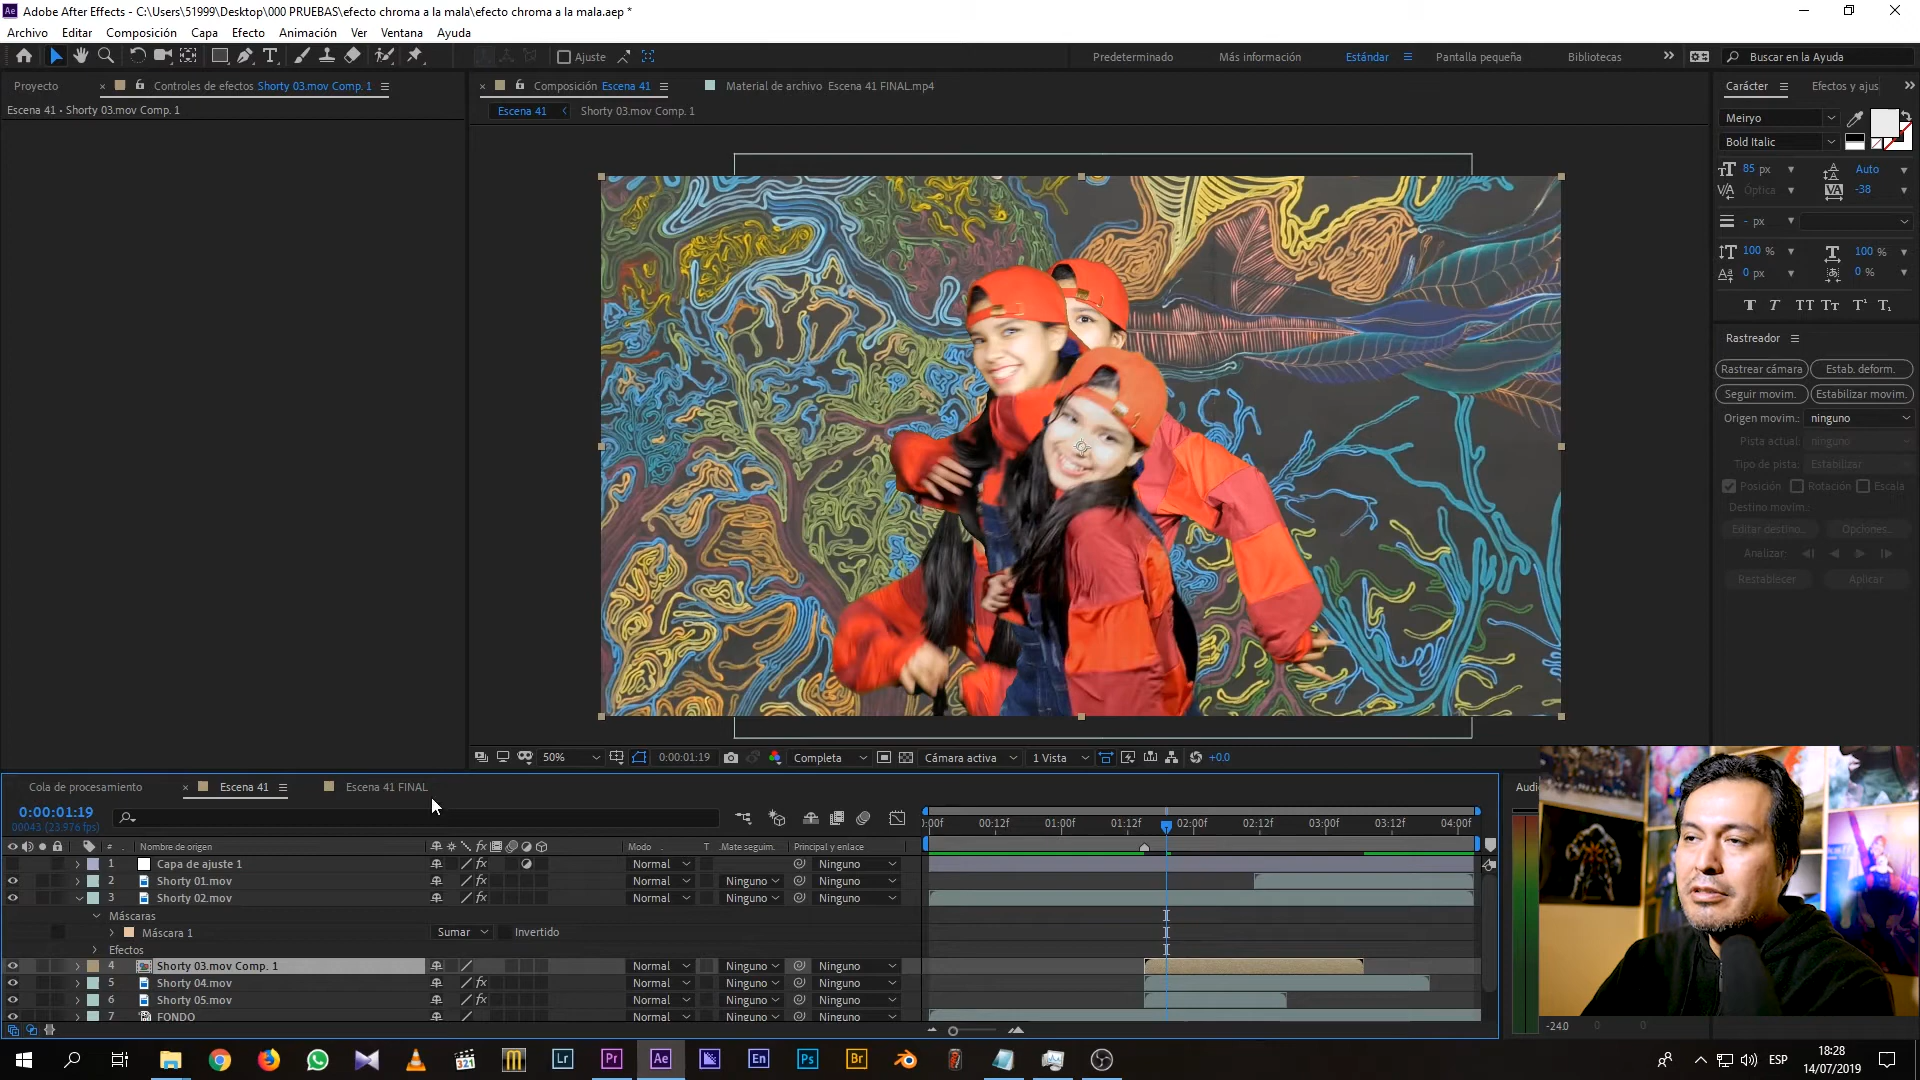 Adobe After Effects - C:\Users\51999\Desktop\000 PRUEBAS\efecto chroma a la mala\efecto chroma a la mala.aep *
Archivo Editar Composición Capa Efecto Animación Ver Ventana Ayuda
Ajuste Predeterminado Más información Estándar Pantalla pequeña Bibliotecas Buscar en la Ayuda
Proyecto Controles de efectos Shorty 03.mov Comp. 1 Composición Escena 41 Material de archivo Escena 41 FINAL.mp4 Carácter Efectos y ajus
Escena 41 • Shorty 03.mov Comp. 1 Escena 41 Shorty 03.mov Comp. 1
Meiryo
Bold Italic
85 px Auto
Óptica -38
- px
100 % 100 %
0 px 0 %
Rastreador
Rastrear cámara Estab. deform.
Seguir movim. Estabilizar movim.
Origen movim.: ninguno
Pista actual: ninguno
Tipo de pista: Estabilizar
Posición Rotación Escala
Destino movim.:
Editar destino... Opciones...
Analizar:
Restablecer Aplicar
50% 0:00:01:19 Completa Cámara activa 1 Vista +0.0
Cola de procesamiento Escena 41 Escena 41 FINAL Audi
0:00:01:19
00043 (23.976 fps)
:00f 00:12f 01:00f 01:12f 02:00f 02:12f 03:00f 03:12f 04:00f
# Nombre de origen Modo T Mate seguim. Principal y enlace
1 Capa de ajuste 1 Normal Ninguno
2 Shorty 01.mov Normal Ninguno Ninguno
3 Shorty 02.mov Normal Ninguno Ninguno
Máscaras
Máscara 1 Sumar Invertido
Efectos
4 Shorty 03.mov Comp. 1 Normal Ninguno Ninguno
5 Shorty 04.mov Normal Ninguno Ninguno
6 Shorty 05.mov Normal Ninguno Ninguno
7 FONDO Normal Ninguno Ninguno
-24.0 0 0
321 Lr Pr Ae En Ps Br ESP 18:28
14/07/2019